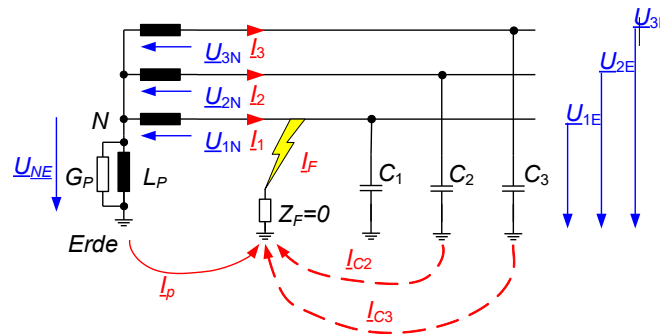 U3E
I3
U3N
U2E
I2
U2N
N
I1
U1N
U1E
UNE
GP
LP
IF
C1
C2
C3
ZF=0
Erde
Ip
IC2
IC3